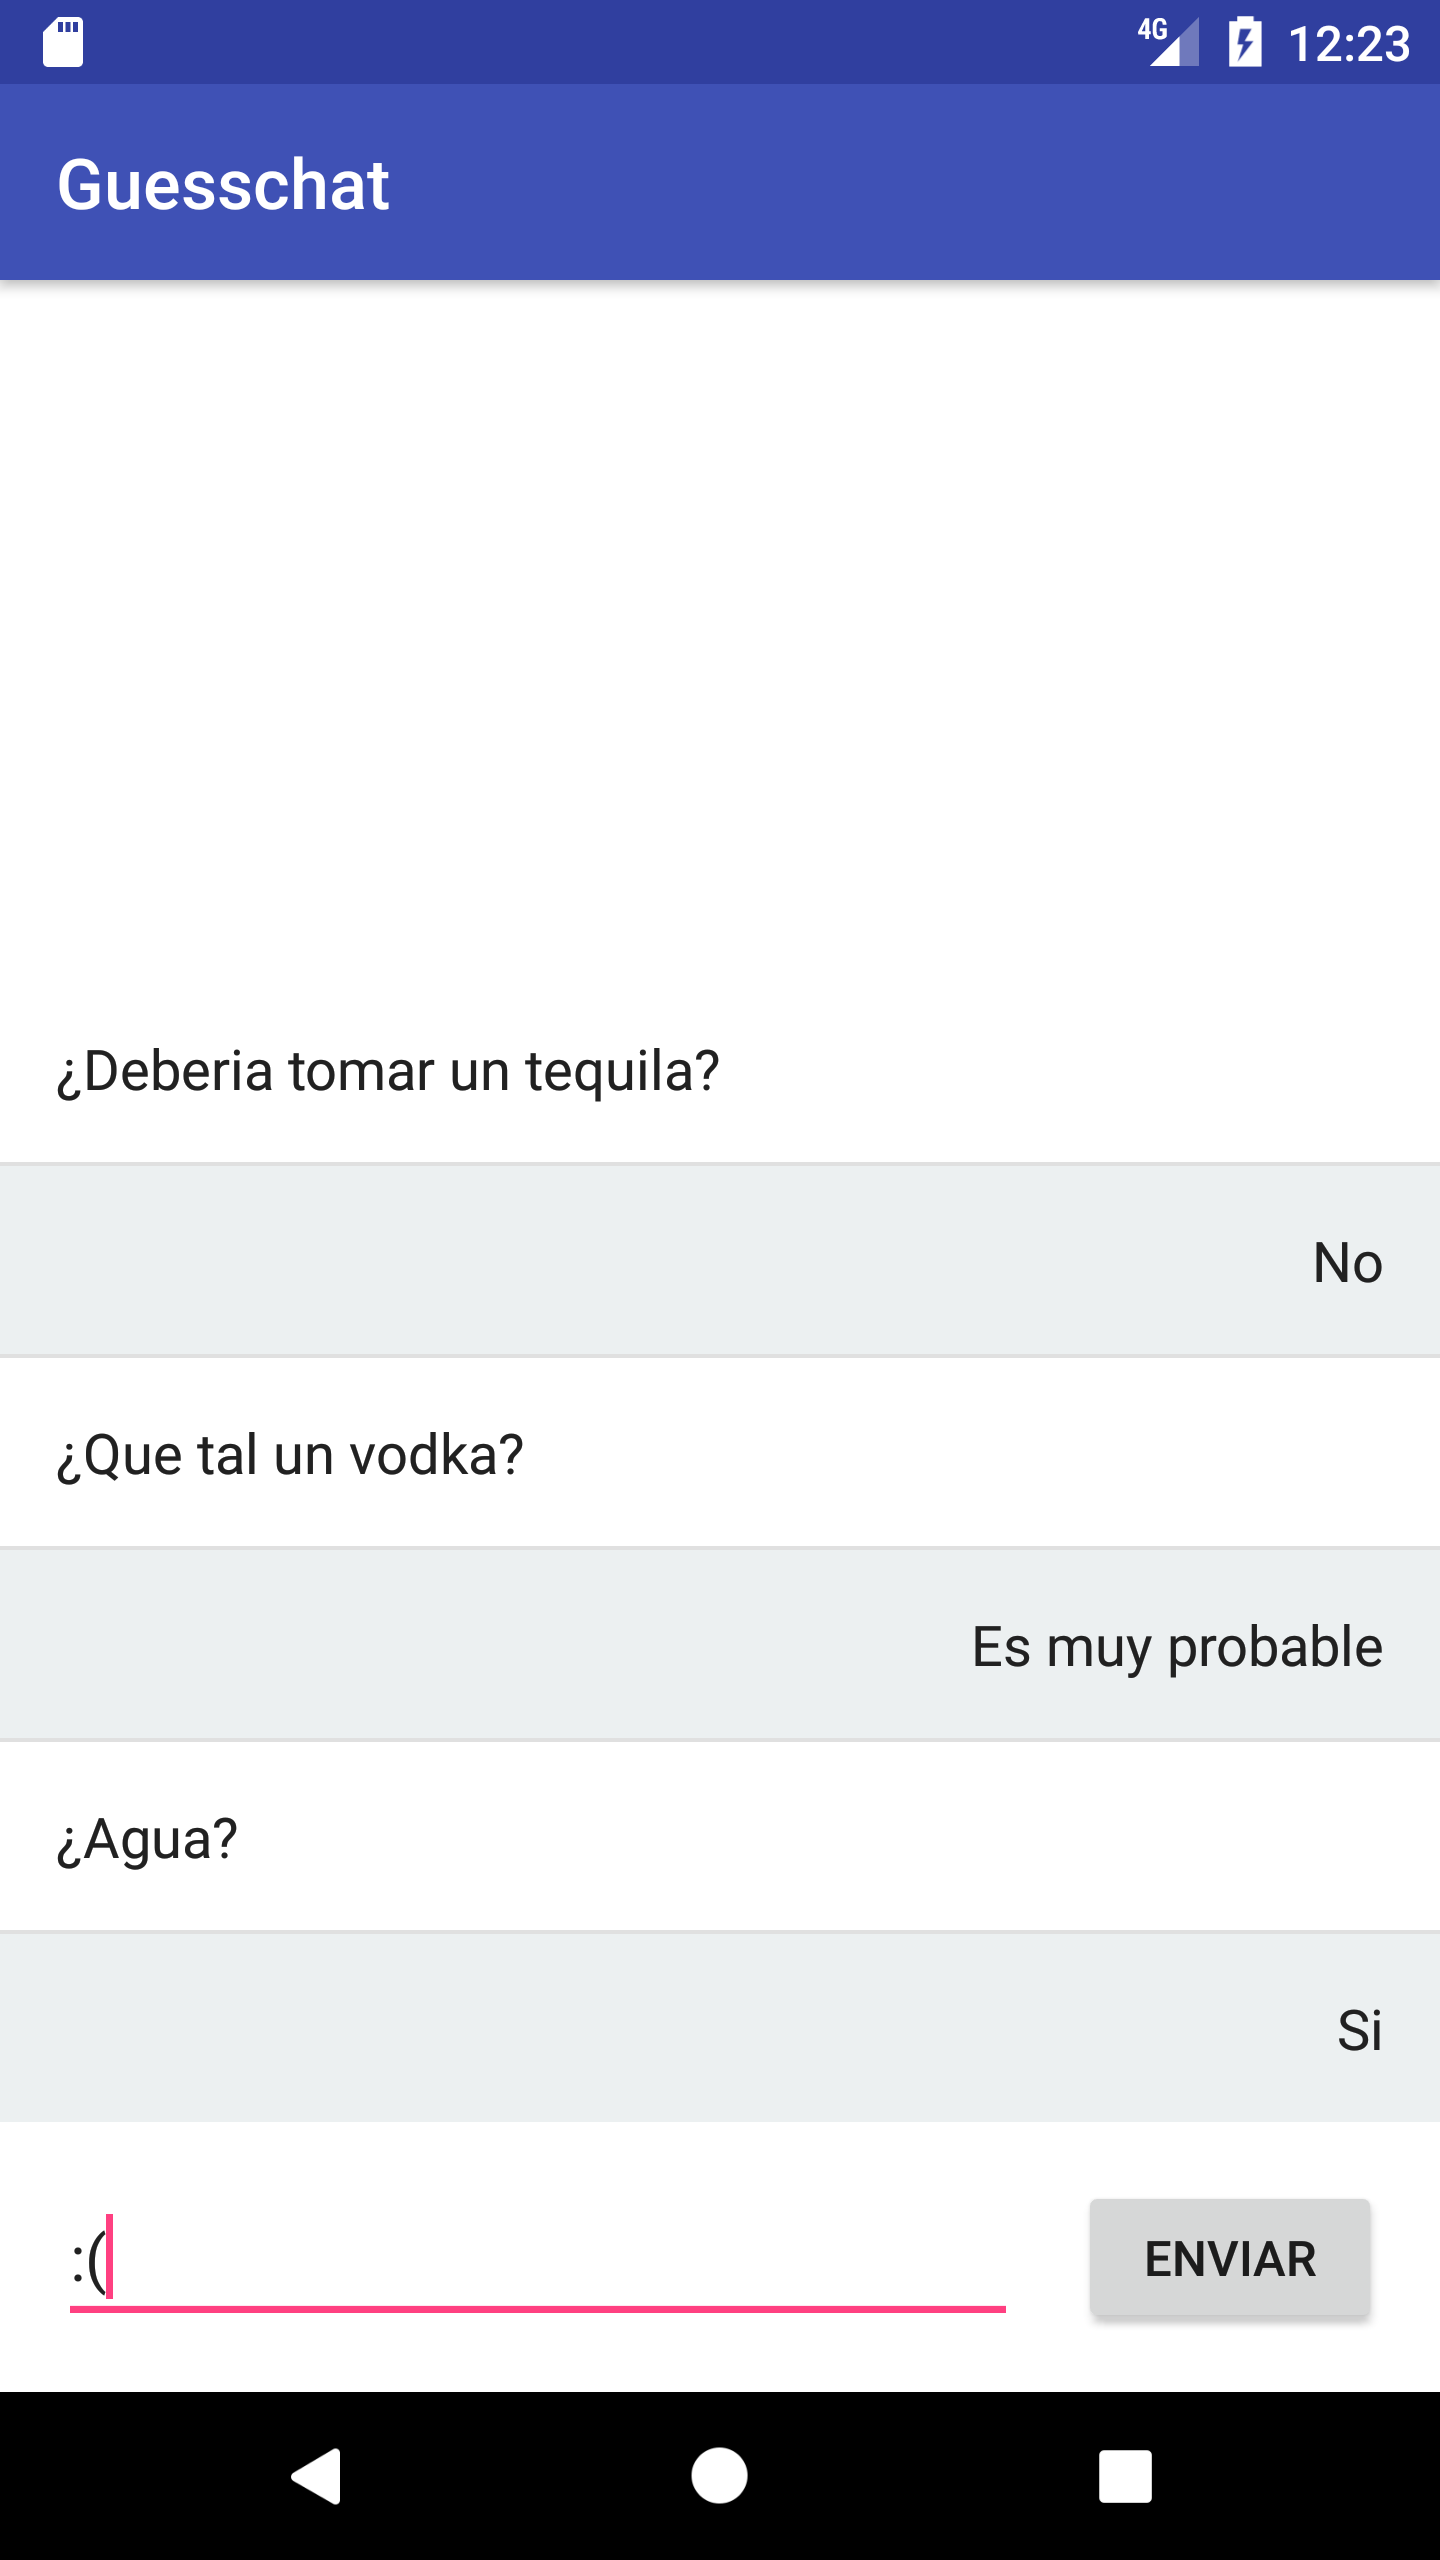 4G 12:23
Guesschat
¿Deberia tomar un tequila?
No
¿Que tal un vodka?
Es muy probable
¿Agua?
Si
:(
ENVIAR